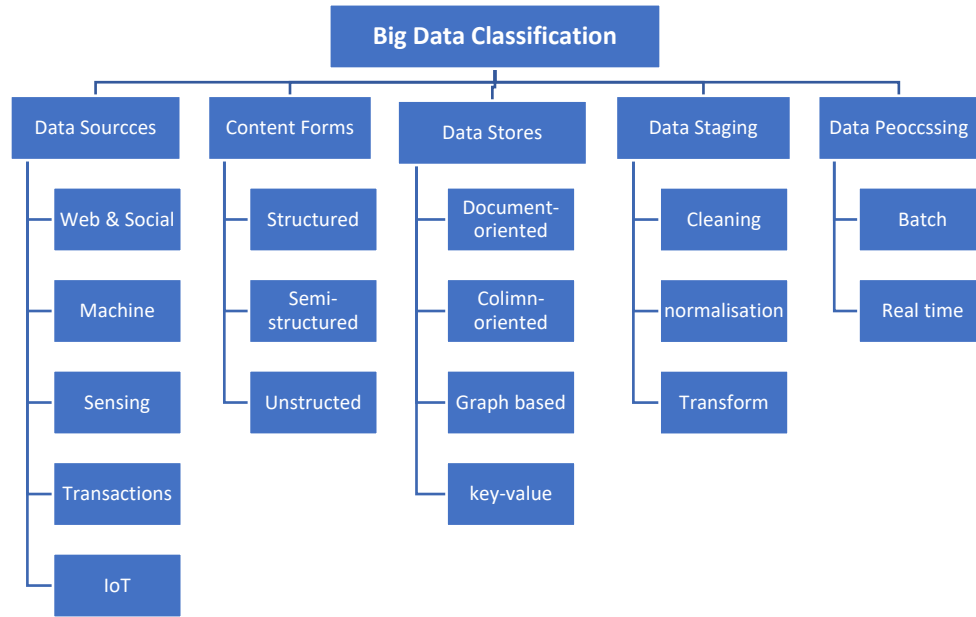 Big Data Classification
Data Sourcces
Content Forms
Data Stores
Data Staging
Data Peoccssing
Web & Social
Machine
Sensing
Transactions
IoT
Structured
Semi-
structured
Unstructed
Document-
oriented
Colimn-
oriented
Graph based
key-value
Cleaning
normalisation
Transform
Batch
Real time